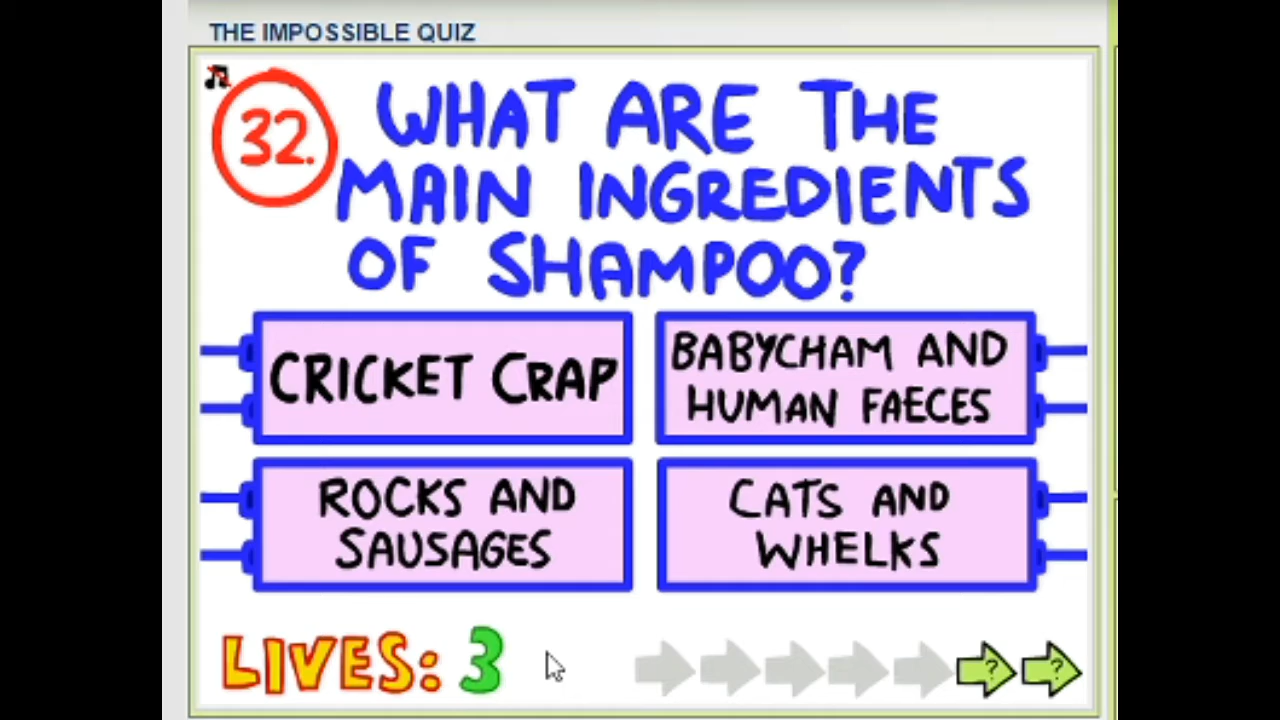 THE IMPOSSIBLE QUIZ
32.
WHAT ARE THE
MAIN INGREDIENTS
OF SHAMPOO?
CRICKET CRAP
BABYCHAM AND
HUMAN FAECES
ROCKS AND
SAUSAGES
CATS AND
WHELKS
LIVES: 3
? ?